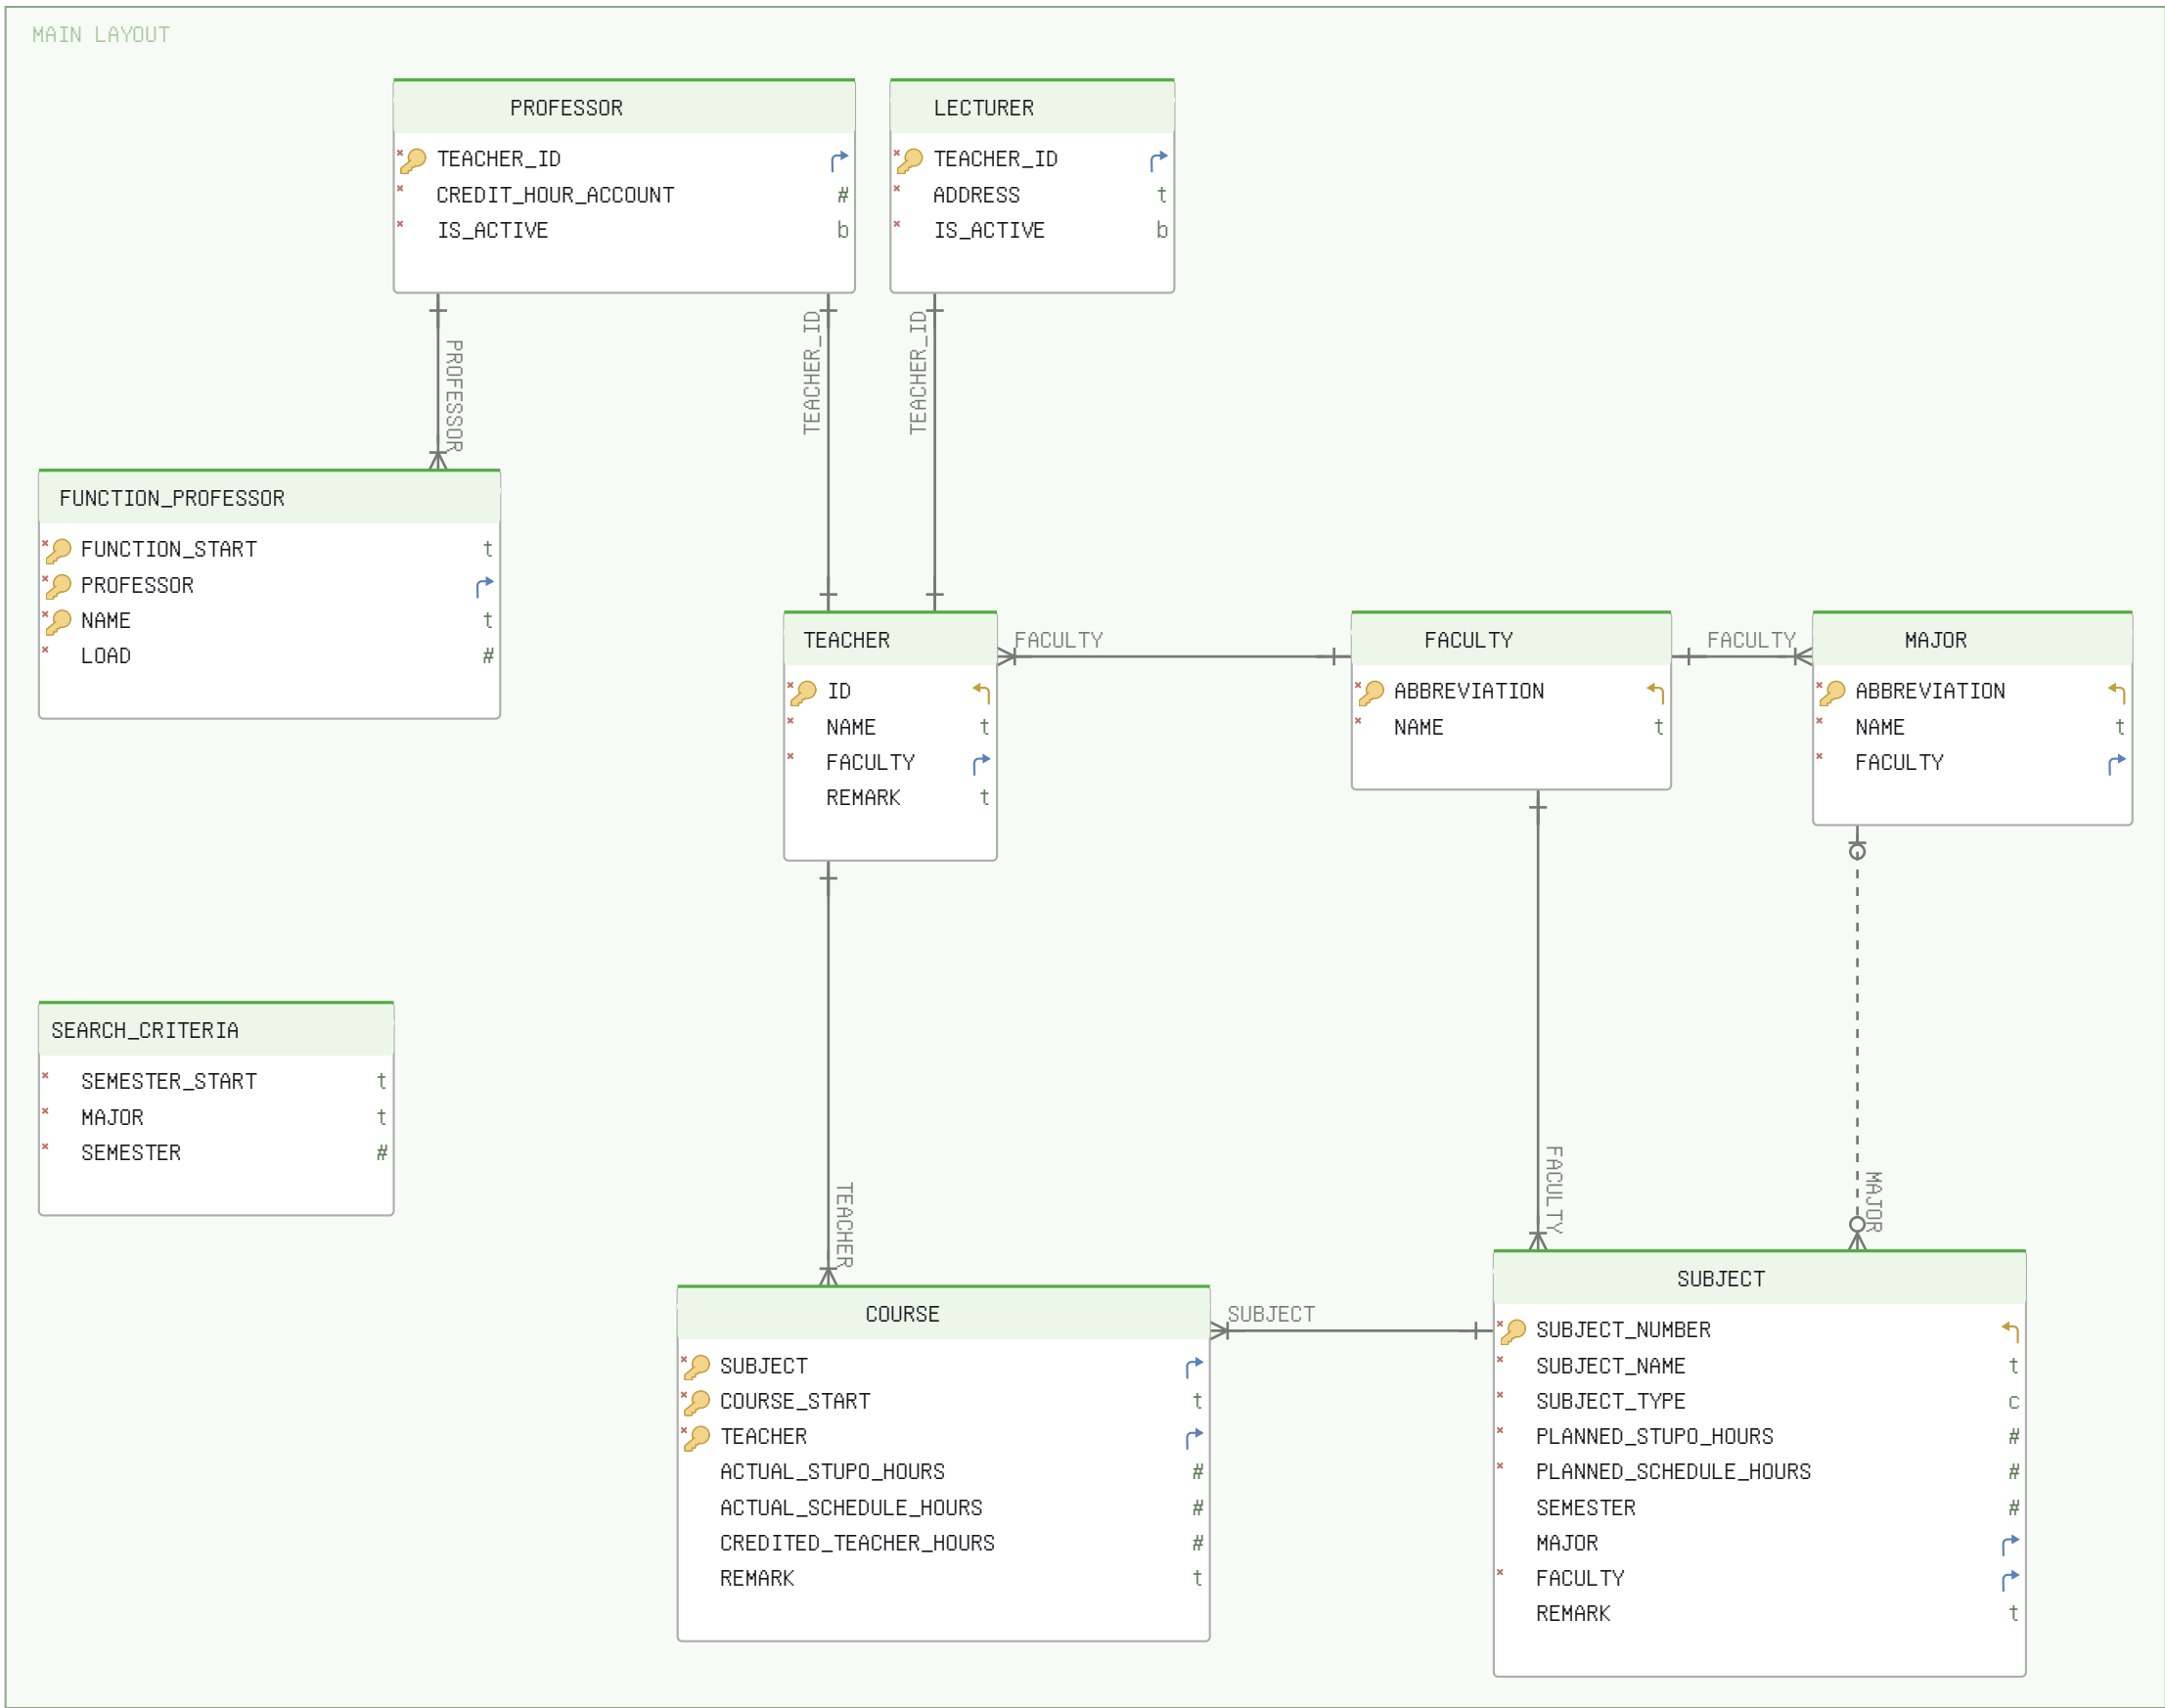 MAIN LAYOUT
PROFESSOR
TEACHER_ID
CREDIT_HOUR_ACCOUNT #
IS_ACTIVE b
LECTURER
TEACHER_ID
ADDRESS t
IS_ACTIVE b
PROFESSOR
TEACHER_ID
TEACHER_ID
FUNCTION_PROFESSOR
FUNCTION_START t
PROFESSOR
NAME t
LOAD #
TEACHER
ID
NAME t
FACULTY
REMARK t
FACULTY
FACULTY
ABBREVIATION
NAME t
FACULTY
MAJOR
ABBREVIATION
NAME t
FACULTY
SEARCH_CRITERIA
SEMESTER_START t
MAJOR t
SEMESTER #
TEACHER
FACULTY
MAJOR
COURSE
SUBJECT
COURSE_START t
TEACHER
ACTUAL_STUPO_HOURS #
ACTUAL_SCHEDULE_HOURS #
CREDITED_TEACHER_HOURS #
REMARK t
SUBJECT
SUBJECT
SUBJECT_NUMBER
SUBJECT_NAME t
SUBJECT_TYPE c
PLANNED_STUPO_HOURS #
PLANNED_SCHEDULE_HOURS #
SEMESTER #
MAJOR
FACULTY
REMARK t